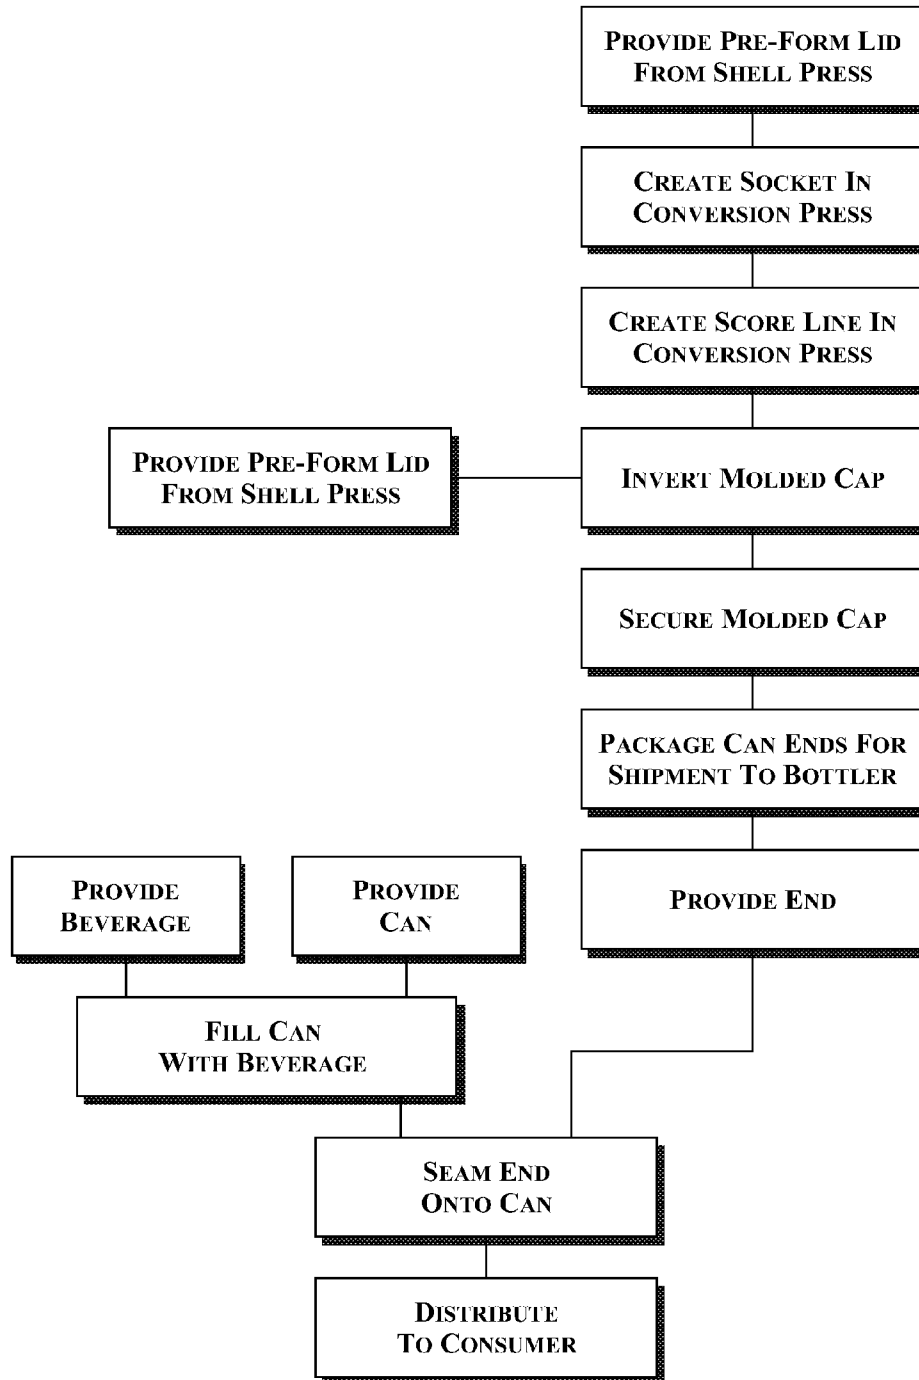 PROVIDE PRE-FORM LID
FROM SHELL PRESS
CREATE SOCKET IN
CONVERSION PRESS
CREATE SCORE LINE IN
CONVERSION PRESS
PROVIDE PRE-FORM LID
FROM SHELL PRESS
INVERT MOLDED CAP
SECURE MOLDED CAP
PACKAGE CAN ENDS FOR
SHIPMENT TO BOTTLER
PROVIDE
BEVERAGE
PROVIDE
CAN
PROVIDE END
FILL CAN
WITH BEVERAGE
SEAM END
ONTO CAN
DISTRIBUTE
TO CONSUMER